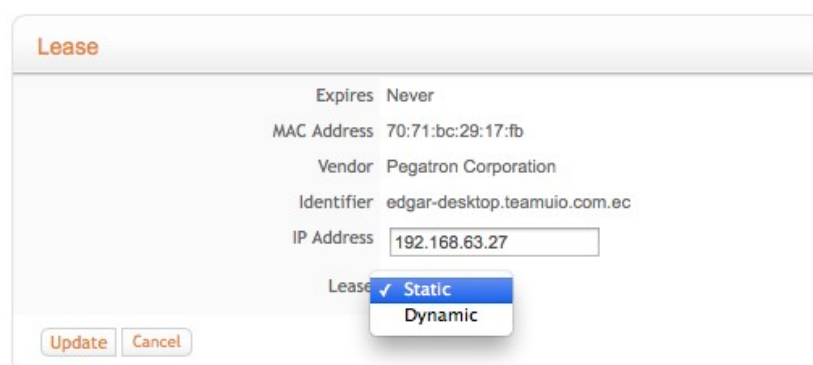 Lease
Expires Never
MAC Address 70:71:bc:29:17:fb
Vendor Pegatron Corporation
Identifier edgar-desktop.teamuio.com.ec
IP Address 192.168.63.27
Lease ✓ Static
Dynamic
Update Cancel